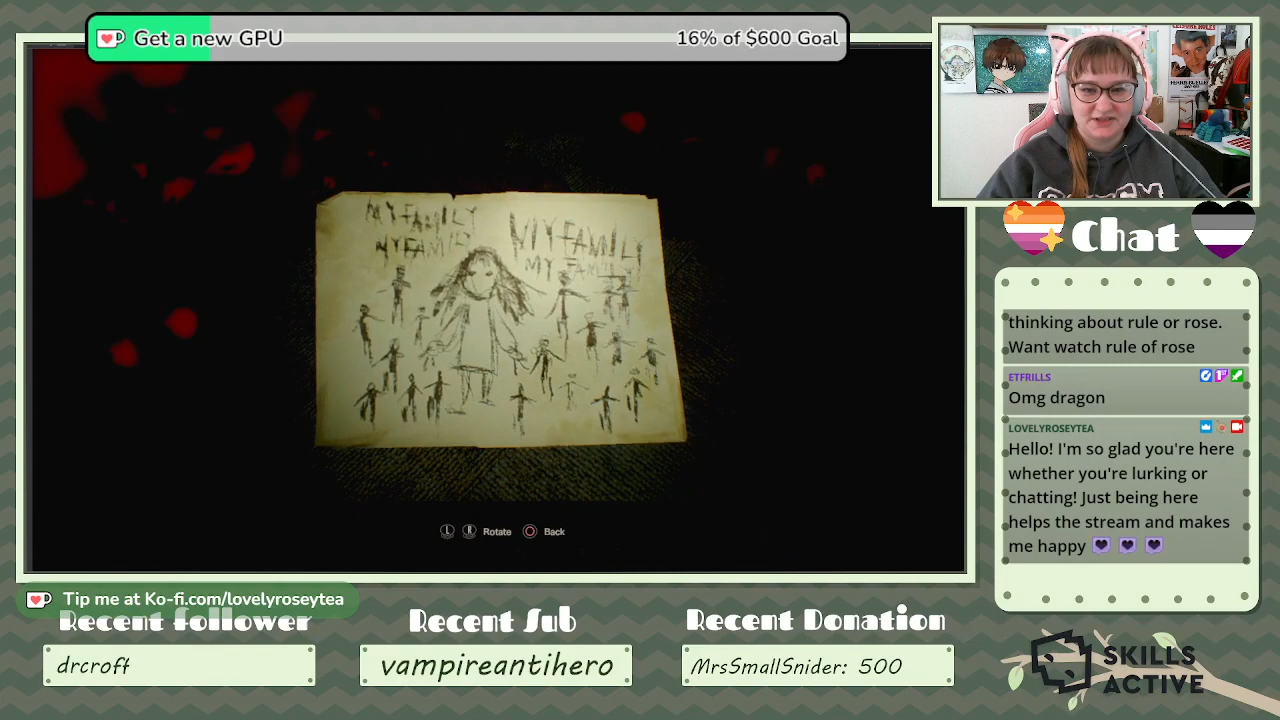 Get a new GPU
16% of $600 Goal
MY FAMILY
MY FAMILY
MY FAMILY
MY FAMILY
L R Rotate Back
Chat
thinking about rule or rose.
Want watch rule of rose
ETFRILLS
Omg dragon
LOVELYROSEYTEA
Hello! I'm so glad you're here
whether you're lurking or
chatting! Just being here
helps the stream and makes
me happy
Tip me at Ko-fi.com/lovelyroseytea
Recent Follower
drcroft
Recent Sub
vampireantihero
Recent Donation
MrsSmallSnider: 500
SKILLS
ACTIVE